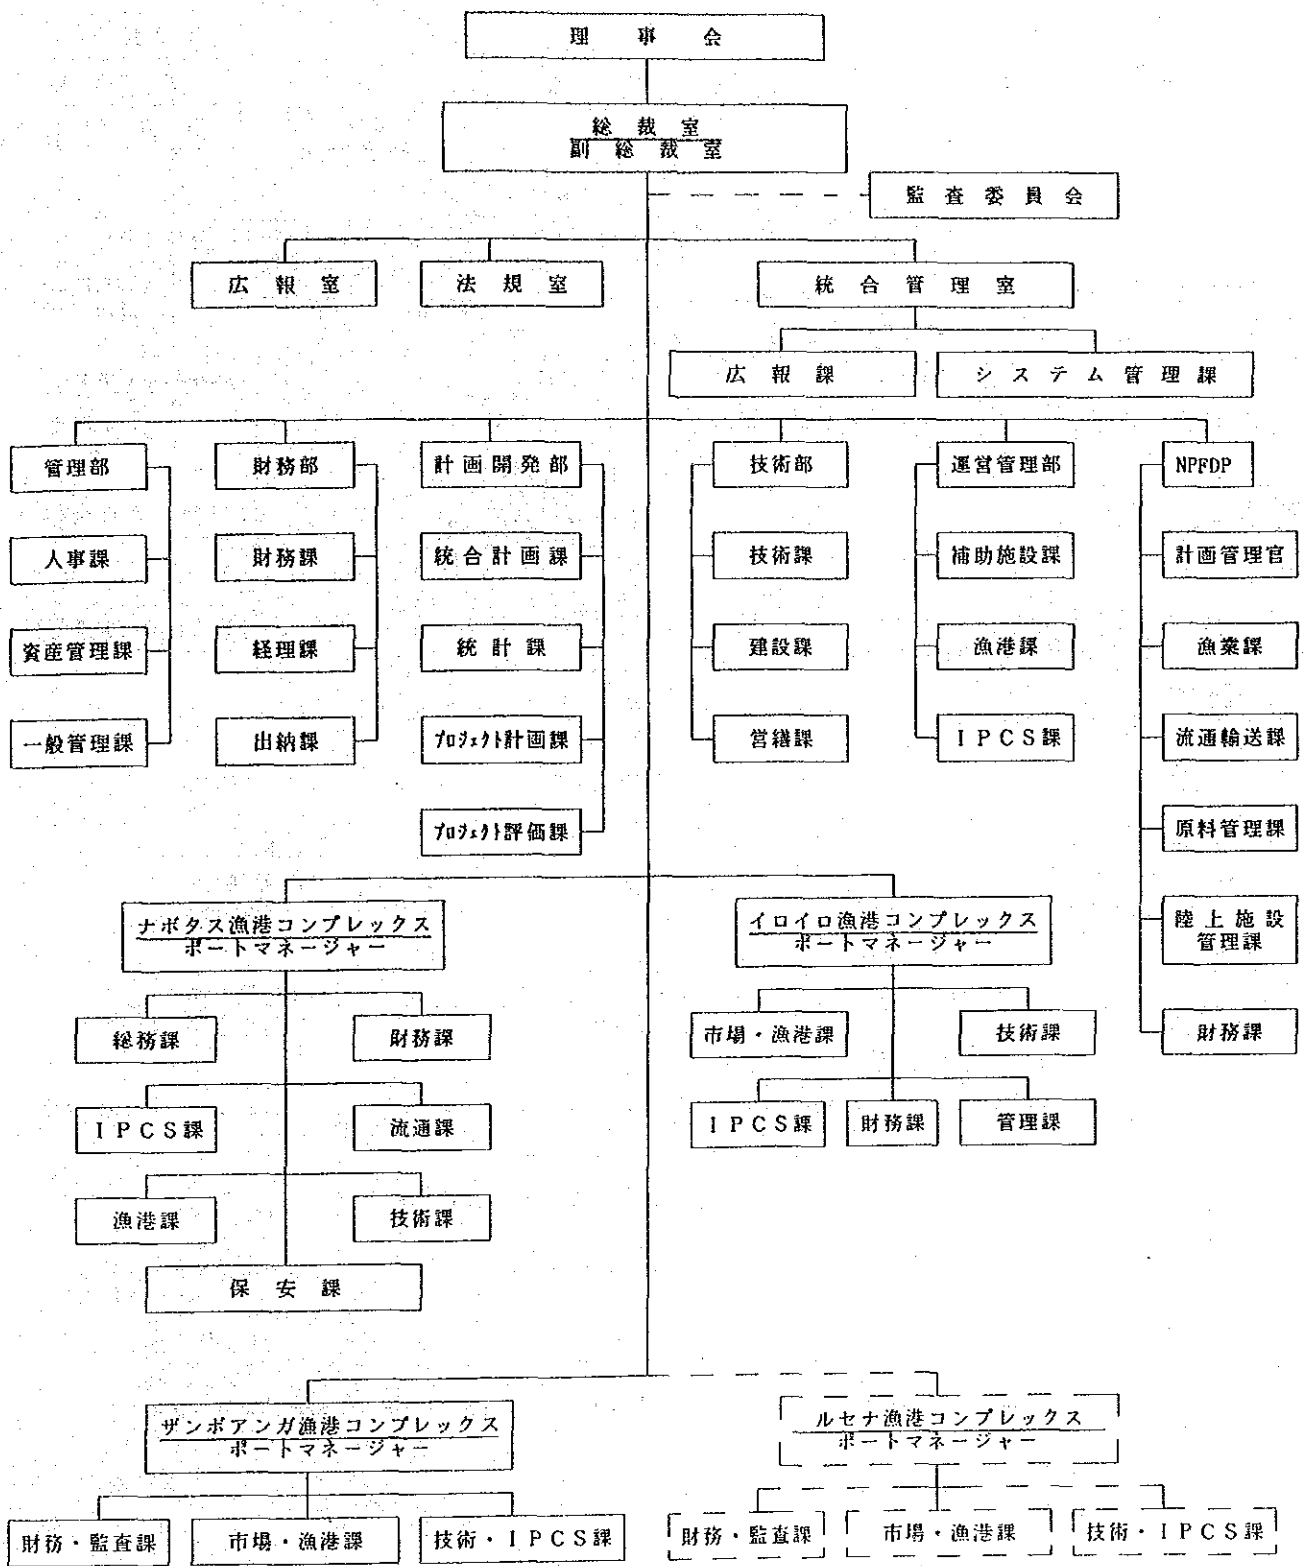 理事会
総裁室
副総裁室
監査委員会
広報室
法規室
統合管理室
広報課
システム管理課
管理部
財務部
計画開発部
技術部
運営管理部
NPFDP
人事課
財務課
統合計画課
技術課
補助施設課
計画管理官
資産管理課
経理課
統計課
建設課
漁港課
漁業課
一般管理課
出納課
プロジェクト計画課
営繕課
IPCS課
流通輸送課
プロジェクト評価課
原料管理課
ナボタス漁港コンプレックス
ポートマネージャー
イロイロ漁港コンプレックス
ポートマネージャー
陸上施設
管理課
総務課
財務課
市場・漁港課
技術課
財務課
IPCS課
流通課
IPCS課
財務課
管理課
漁港課
技術課
保安課
ザンボアンガ漁港コンプレックス
ポートマネージャー
ルセナ漁港コンプレックス
ポートマネージャー
財務・監査課
市場・漁港課
技術・IPCS課
財務・監査課
市場・漁港課
技術・IPCS課